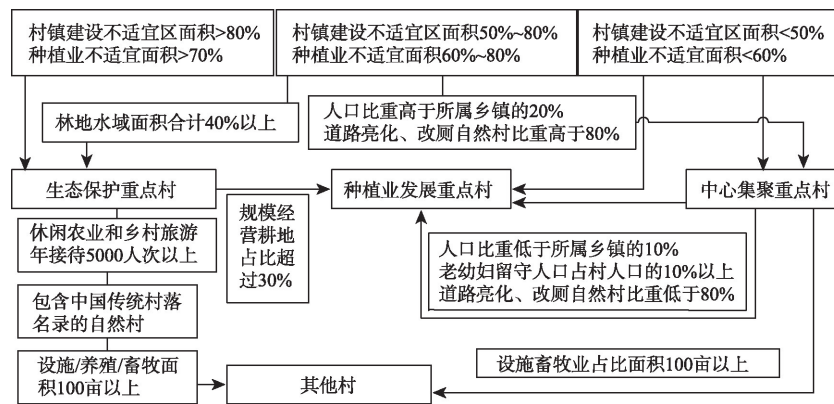 村镇建设不适宜区面积>80%
种植业不适宜面积>70%
村镇建设不适宜区面积50%~80%
种植业不适宜面积60%~80%
村镇建设不适宜区面积<50%
种植业不适宜面积<60%
林地水域面积合计40%以上
人口比重高于所属乡镇的20%
道路亮化、改厕自然村比重高于80%
生态保护重点村
种植业发展重点村
中心集聚重点村
规模经
营耕地
占比超
过30%
休闲农业和乡村旅游
年接待5000人次以上
人口比重低于所属乡镇的10%
老幼妇留守人口占村人口的10%以上
道路亮化、改厕自然村比重低于80%
包含中国传统村落
名录的自然村
设施/养殖/畜牧面
积100亩以上
其他村
设施畜牧业占比面积100亩以上